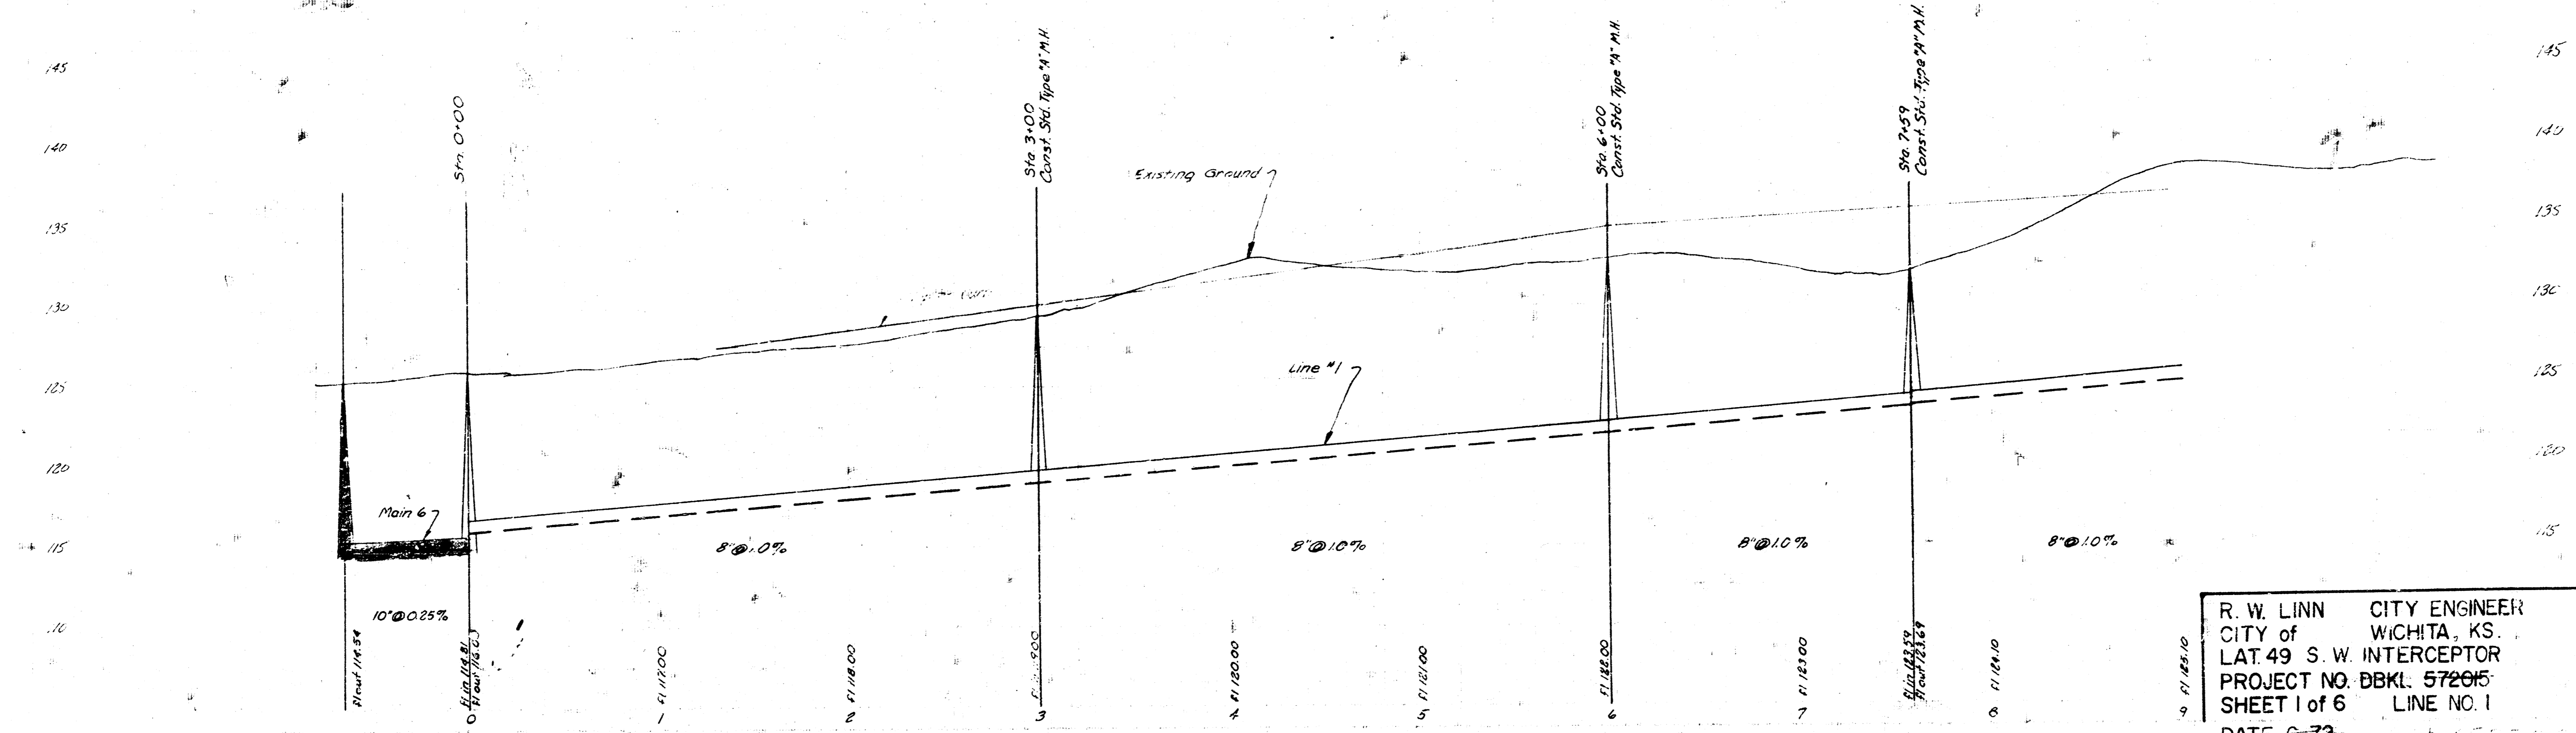 145
140
135
130
125
120
115
Sta. 0+00
Sta. 3+00
Const. Std. Type "A" M.H.
Existing Ground
Sta. 6+00
Const. Std. Type "A" M.H.
Sta. 7+59
Const. Std. Type "A" M.H.
145
140
135
130
125
120
115
Line #1
Main 6
10" @ 0.25%
8" @ 1.0%
8" @ 1.0%
8" @ 1.0%
8" @ 1.0%
Fl out 114.54
Fl in 114.81
Fl out 116.03
Fl 117.00
Fl 118.00
Fl 120.00
Fl 121.00
Fl 122.00
Fl 123.00
Fl in 123.59
Fl out 123.69
Fl 124.10
Fl 125.10
0
1
2
3
4
5
6
7
8
9
R. W. LINN CITY ENGINEER
CITY of WICHITA, KS.
LAT. 49 S. W. INTERCEPTOR
PROJECT NO. DBKL 572015
SHEET 1 of 6 LINE NO. 1